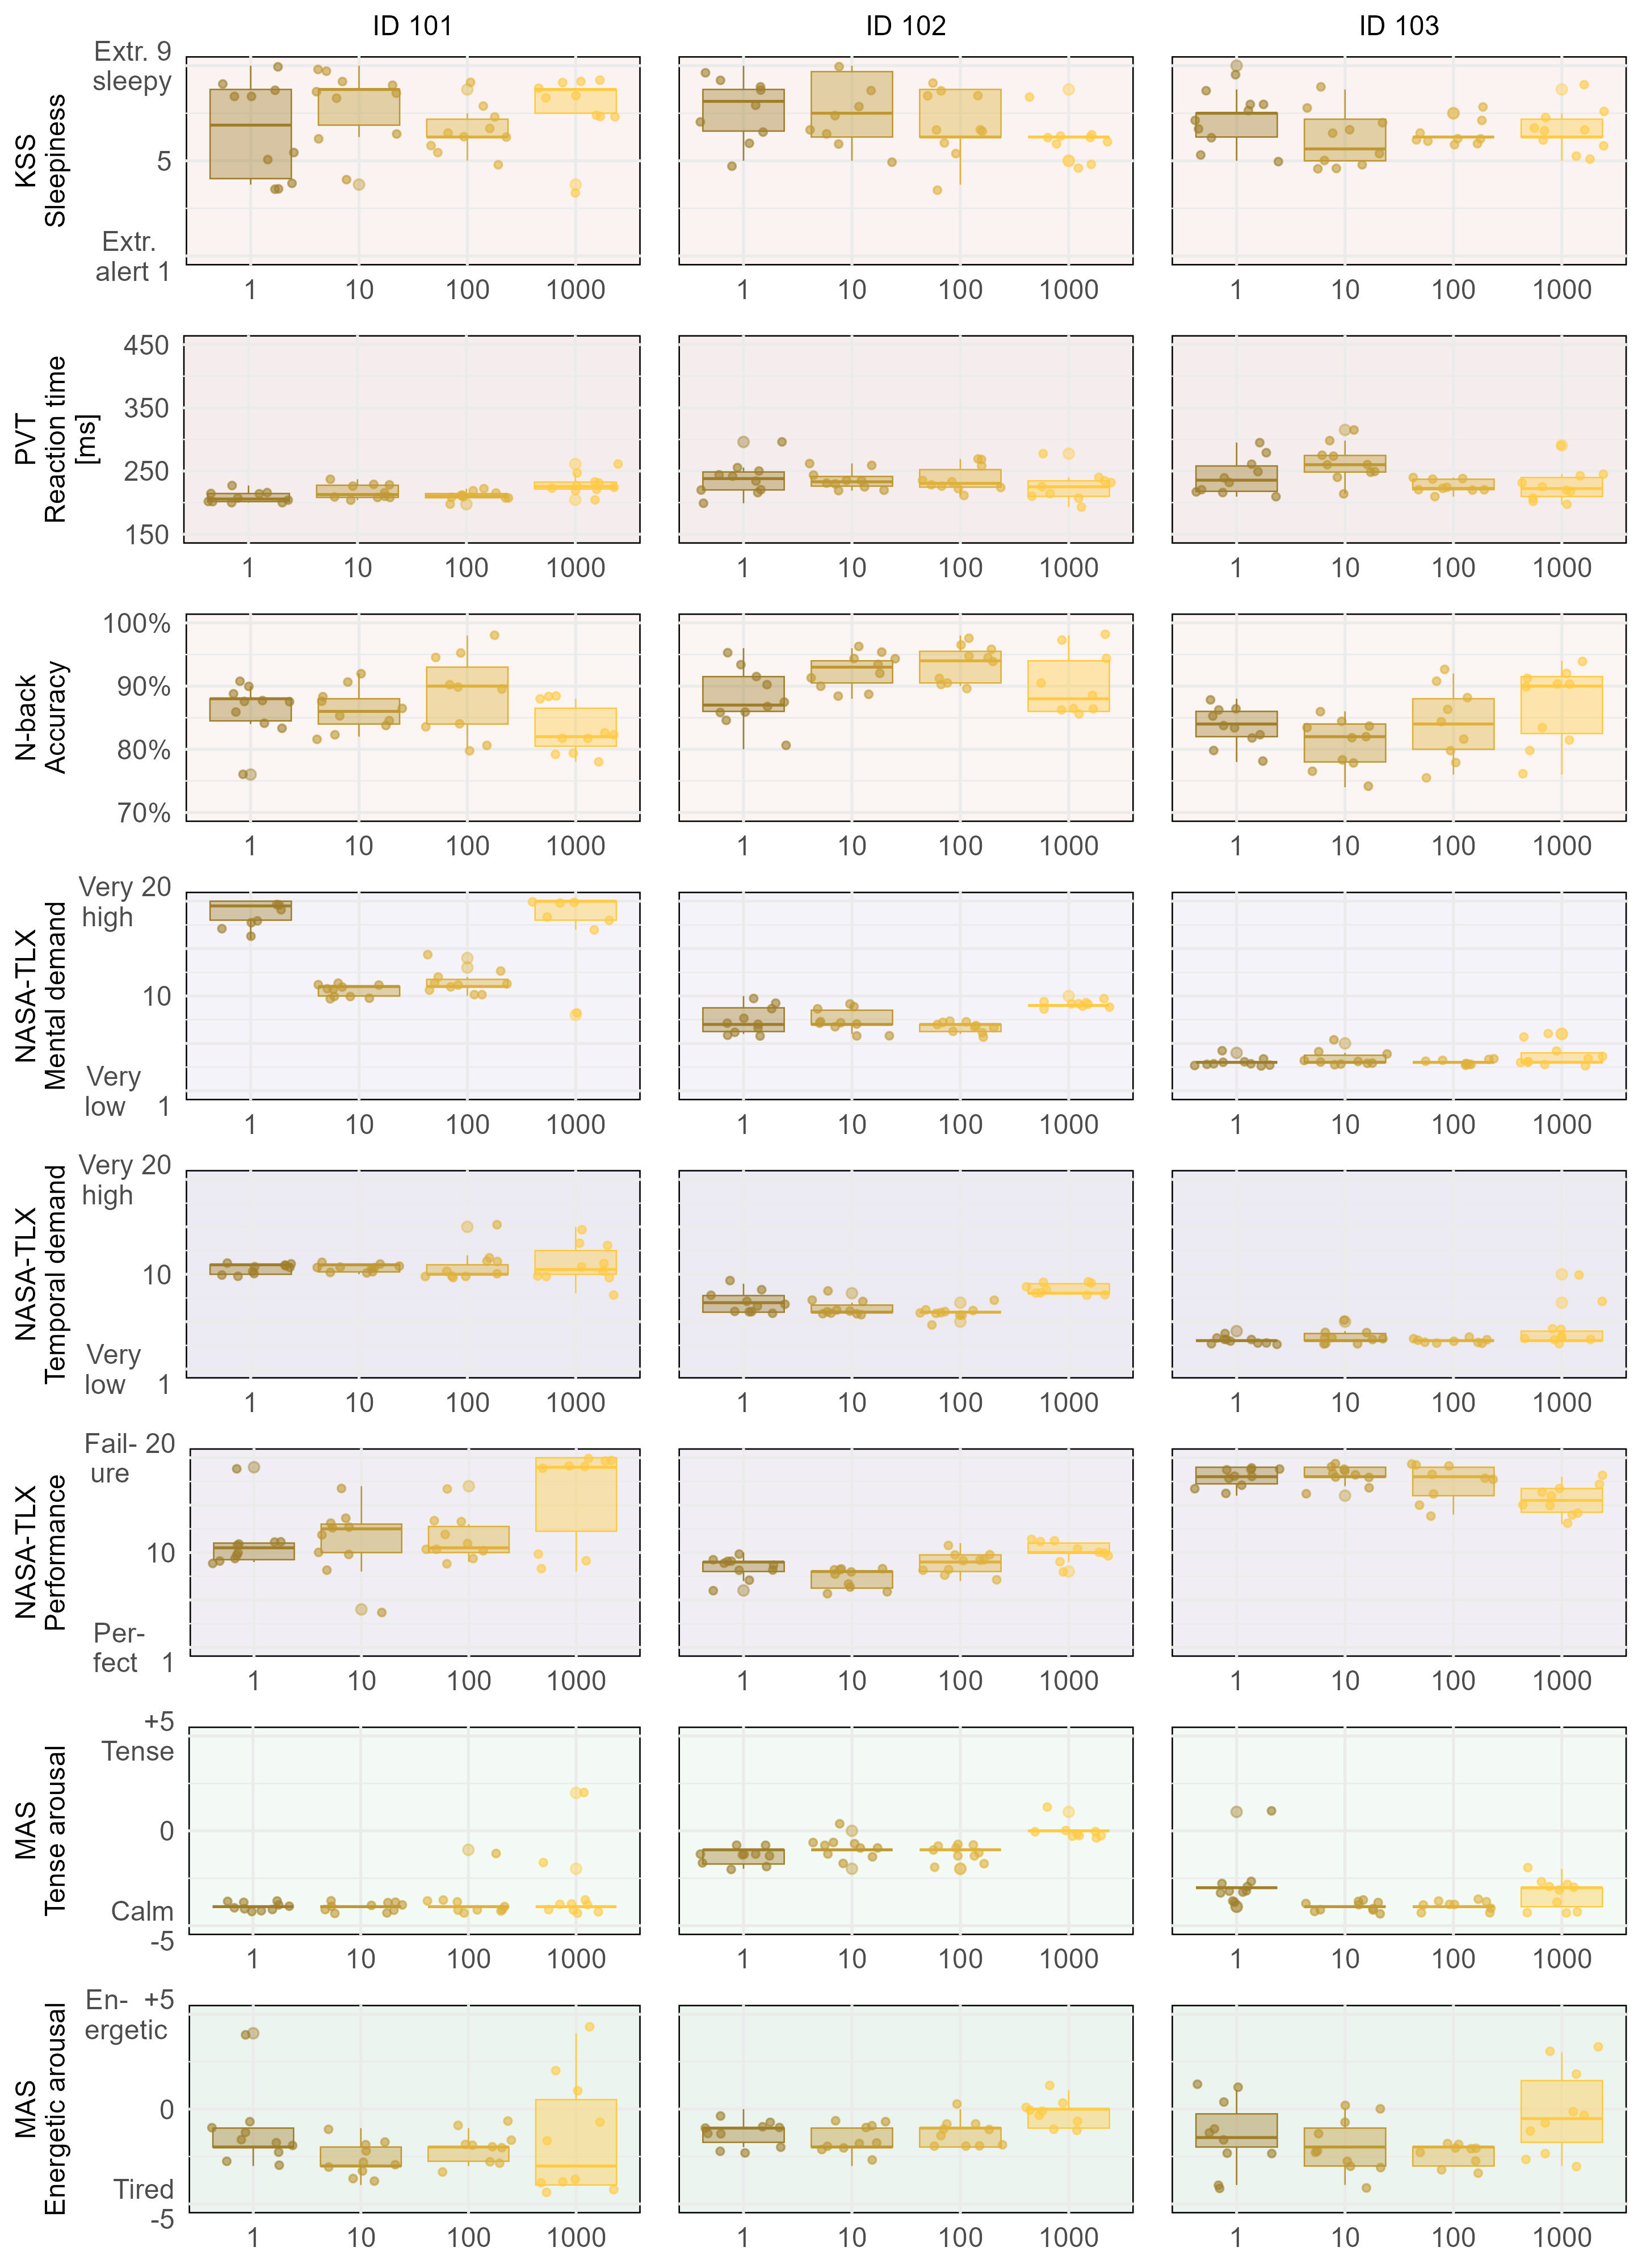 ID 101 ID 102 ID 103
KSS
Sleepiness
Extr. 9
sleepy
5
Extr.
alert 1
1 10 100 1000 1 10 100 1000 1 10 100 1000
PVT
Reaction time
[ms]
450
350
250
150
1 10 100 1000 1 10 100 1000 1 10 100 1000
N-back
Accuracy
100%
90%
80%
70%
1 10 100 1000 1 10 100 1000 1 10 100 1000
NASA-TLX
Mental demand
Very 20
high
10
Very
low 1
1 10 100 1000 1 10 100 1000 1 10 100 1000
NASA-TLX
Temporal demand
Very 20
high
10
Very
low 1
1 10 100 1000 1 10 100 1000 1 10 100 1000
NASA-TLX
Performance
Fail- 20
ure
10
Per-
fect 1
1 10 100 1000 1 10 100 1000 1 10 100 1000
MAS
Tense arousal
+5
Tense
0
Calm
-5
1 10 100 1000 1 10 100 1000 1 10 100 1000
MAS
Energetic arousal
En- +5
ergetic
0
Tired
-5
1 10 100 1000 1 10 100 1000 1 10 100 1000